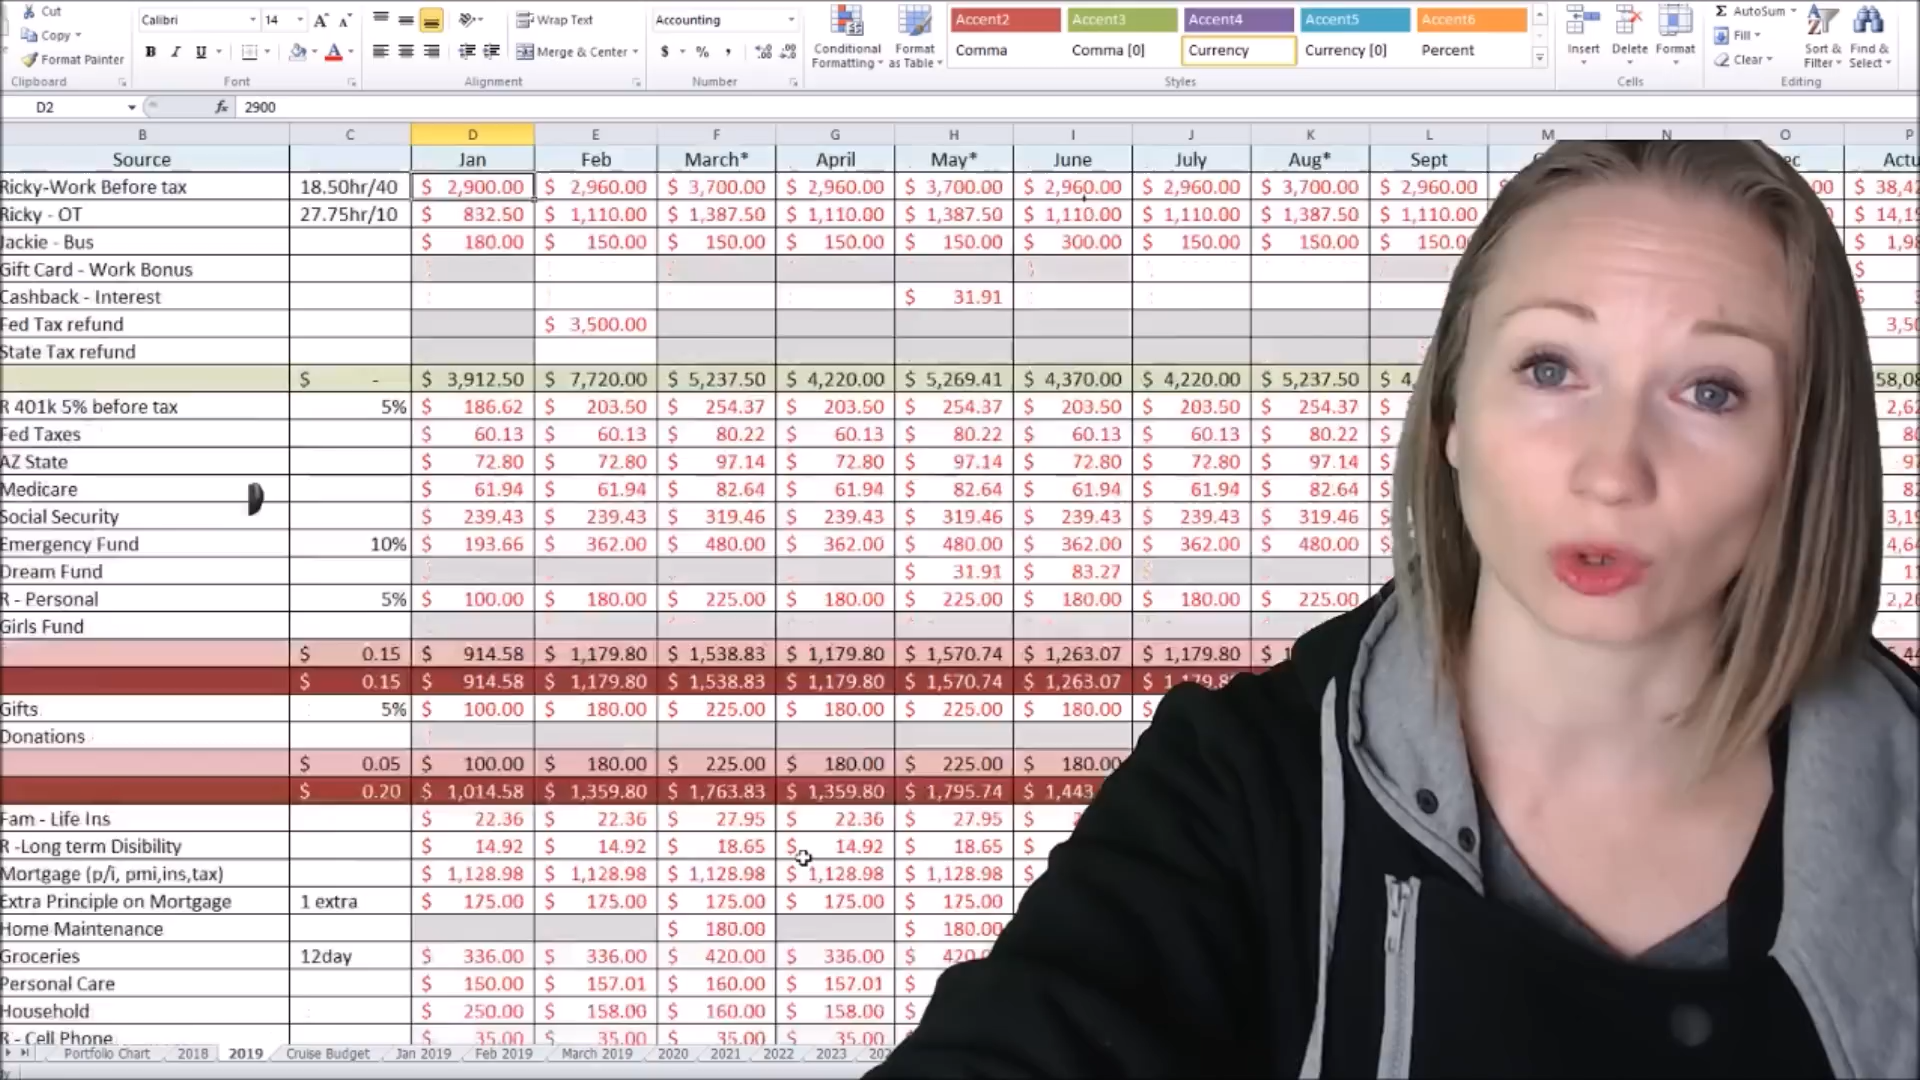 Cut Calibri 14 A A Wrap Text Accounting Accent2 Accent3 Accent4 Accent5 Accent6 AutoSum
Copy Fill
Format Painter B I U A Merge & Center $ % , Conditional Formatting Format as Table Comma Comma [0] Currency Currency [0] Percent Insert Delete Format Clear Sort & Filter Find & Select
Clipboard Font Alignment Number Styles Cells Editing
D2 fx 2900
B C D E F G H I J K L M N O P
Source Jan Feb March* April May* June July Aug* Sept
Ricky-Work Before tax 18.50hr/40 $ 2,900.00 $ 2,960.00 $ 3,700.00 $ 2,960.00 $ 3,700.00 $ 2,960.00 $ 2,960.00 $ 3,700.00 $ 2,960.00
Ricky - OT 27.75hr/10 $ 832.50 $ 1,110.00 $ 1,387.50 $ 1,110.00 $ 1,387.50 $ 1,110.00 $ 1,110.00 $ 1,387.50 $ 1,110.00
Jackie - Bus $ 180.00 $ 150.00 $ 150.00 $ 150.00 $ 150.00 $ 300.00 $ 150.00 $ 150.00 $
Gift Card - Work Bonus $
Cashback - Interest $ 31.91
Fed Tax refund $ 3,500.00
State Tax refund
$ - $ 3,912.50 $ 7,720.00 $ 5,237.50 $ 4,220.00 $ 5,269.41 $ 4,370.00 $ 4,220.00 $ 5,237.50 $
R 401k 5% before tax 5% $ 186.62 $ 203.50 $ 254.37 $ 203.50 $ 254.37 $ 203.50 $ 203.50 $ 254.37 $
Fed Taxes $ 60.13 $ 60.13 $ 80.22 $ 60.13 $ 80.22 $ 60.13 $ 60.13 $ 80.22 $
AZ State $ 72.80 $ 72.80 $ 97.14 $ 72.80 $ 97.14 $ 72.80 $ 72.80 $ 97.14 $
Medicare $ 61.94 $ 61.94 $ 82.64 $ 61.94 $ 82.64 $ 61.94 $ 61.94 $ 82.64 $
Social Security $ 239.43 $ 239.43 $ 319.46 $ 239.43 $ 319.46 $ 239.43 $ 239.43 $ 319.46 $
Emergency Fund 10% $ 193.66 $ 362.00 $ 480.00 $ 362.00 $ 480.00 $ 362.00 $ 362.00 $ 480.00 $
Dream Fund $ 31.91 $ 83.27
R - Personal 5% $ 100.00 $ 180.00 $ 225.00 $ 180.00 $ 225.00 $ 180.00 $ 180.00 $ 225.00
Girls Fund
$ 0.15 $ 914.58 $ 1,179.80 $ 1,538.83 $ 1,179.80 $ 1,570.74 $ 1,263.07 $ 1,179.80 $
$ 0.15 $ 914.58 $ 1,179.80 $ 1,538.83 $ 1,179.80 $ 1,570.74 $ 1,263.07 $
Gifts 5% $ 100.00 $ 180.00 $ 225.00 $ 180.00 $ 225.00 $ 180.00 $
Donations
$ 0.05 $ 100.00 $ 180.00 $ 225.00 $ 180.00 $ 225.00 $ 180.00
$ 0.20 $ 1,014.58 $ 1,359.80 $ 1,763.83 $ 1,359.80 $ 1,795.74 $ 1,443
Fam - Life Ins $ 22.36 $ 22.36 $ 27.95 $ 22.36 $ 27.95 $
R -Long term Disibility $ 14.92 $ 14.92 $ 18.65 $ 14.92 $ 18.65 $
Mortgage (p/i, pmi,ins,tax) $ 1,128.98 $ 1,128.98 $ 1,128.98 $ 1,128.98 $ 1,128.98 $
Extra Principle on Mortgage 1 extra $ 175.00 $ 175.00 $ 175.00 $ 175.00 $ 175.00
Home Maintenance $ 180.00 $ 180.00
Groceries 12day $ 336.00 $ 336.00 $ 420.00 $ 336.00 $
Personal Care $ 150.00 $ 157.01 $ 160.00 $ 157.01 $
Household $ 250.00 $ 158.00 $ 160.00 $ 158.00 $
R - Cell Phone $ 35.00 $ 35.00 $ 35.00 $ 35.00
Portfolio Chart 2018 2019 Cruise Budget Jan 2019 Feb 2019 March 2019 2020 2021 2022 2023